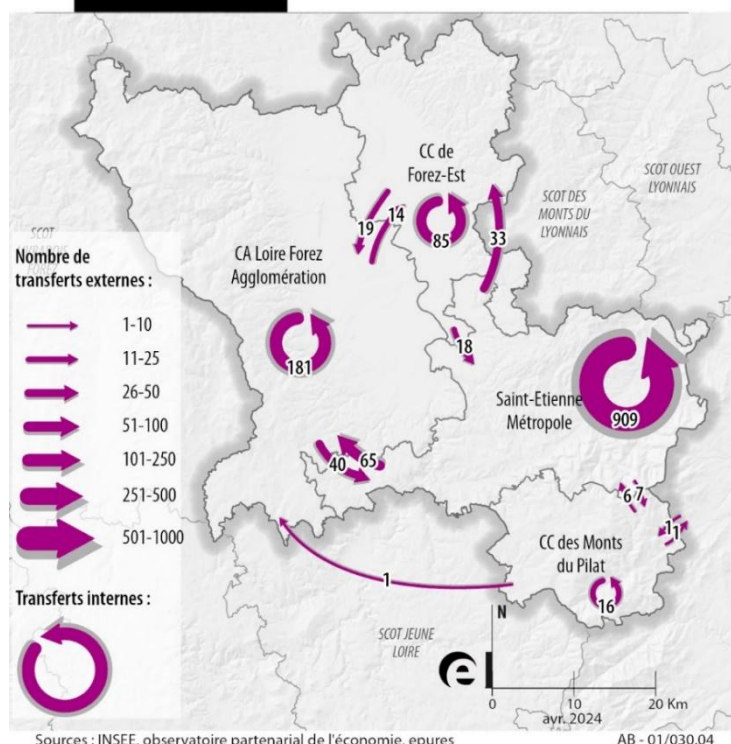 CC de
Forez-Est
SCOT OUEST
LYONNAIS
SCOT DES
MONTS DU
LYONNAIS
19
14
85
33
SCOT
Nombre de
transferts externes :
CA Loire Forez
Agglomération
1-10
11-25
26-50
51-100
101-250
251-500
501-1000
181
18
Saint-Etienne
Métropole
909
40
65
6
7
1
1
CC des Monts
du Pilat
1
16
Transferts internes :
SCOT JEUNE
LOIRE
N
e
0
10
20 Km
avr. 2024
Sources : INSEE, observatoire partenarial de l'économie, epures
AB - 01/030.04